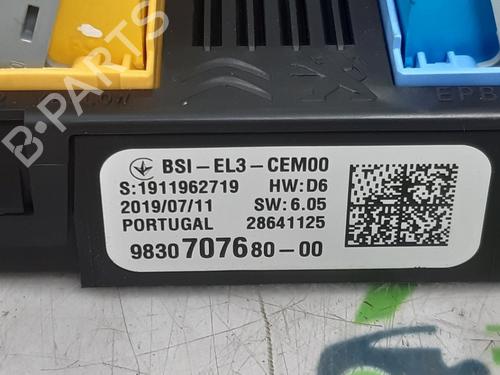 EPB
BSI-EL3-CEM00
S:1911962719 HW:D6
2019/07/11 SW:6.05
PORTUGAL 28641125
9830707680-00
B-PARTS